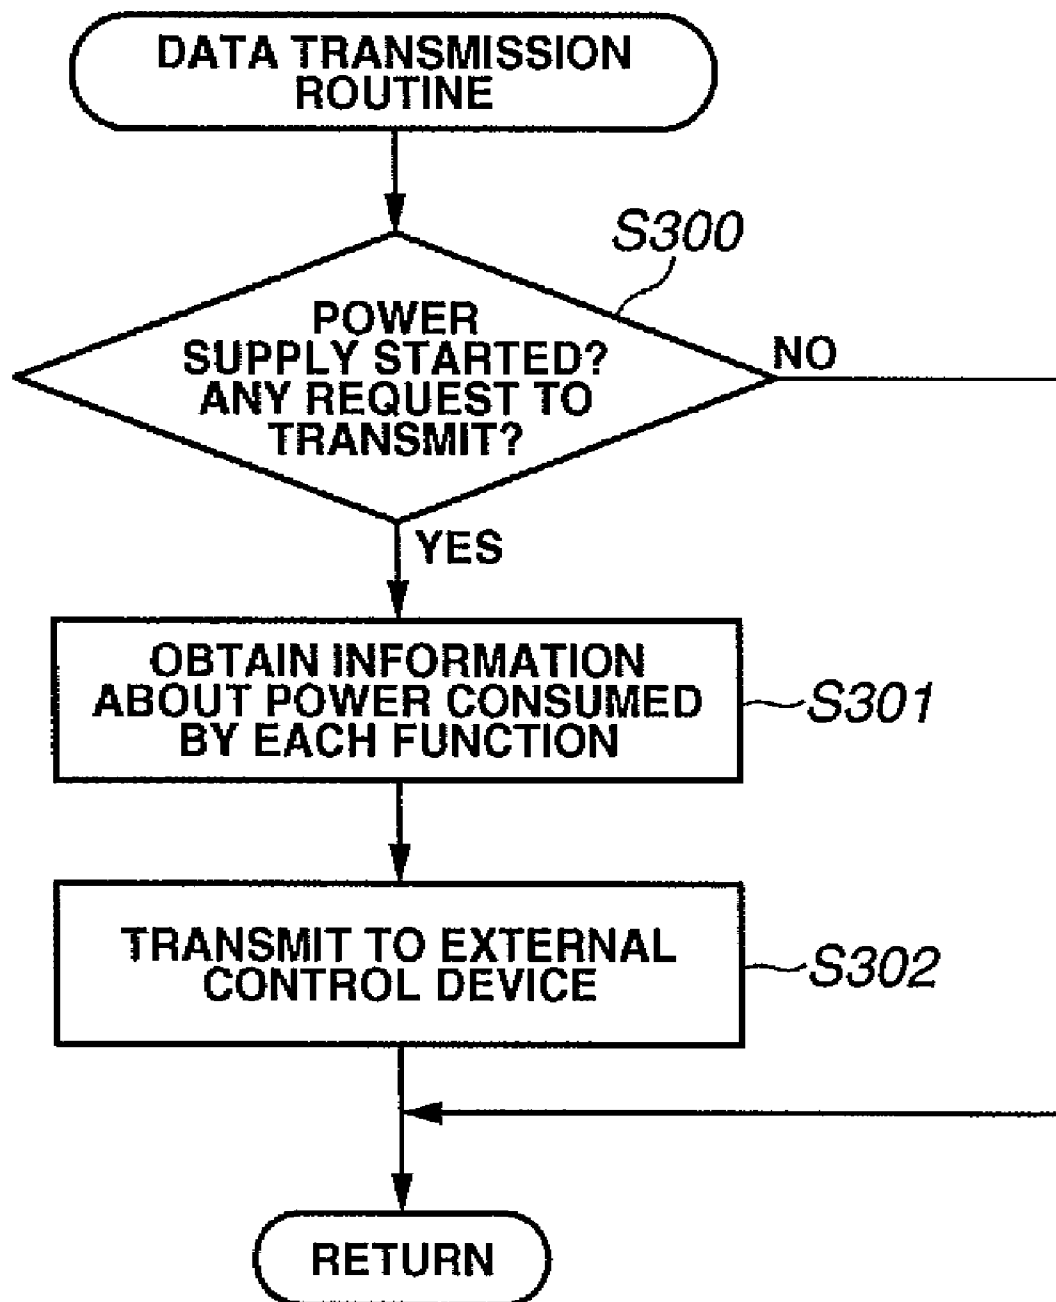 DATA TRANSMISSION
ROUTINE
S300
POWER
SUPPLY STARTED?
ANY REQUEST TO
TRANSMIT?
NO
YES
OBTAIN INFORMATION
ABOUT POWER CONSUMED
BY EACH FUNCTION
S301
TRANSMIT TO EXTERNAL
CONTROL DEVICE
S302
RETURN